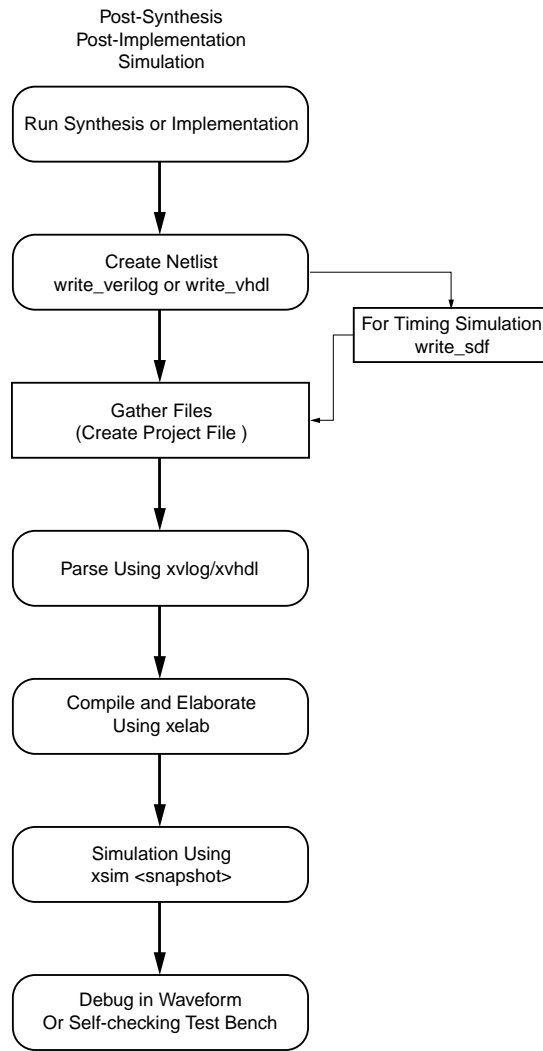 Post-Synthesis
Post-Implementation
Simulation
Run Synthesis or Implementation
Create Netlist
write_verilog or write_vhdl
For Timing Simulation
write_sdf
Gather Files
(Create Project File )
Parse Using xvlog/xvhdl
Compile and Elaborate
Using xelab
Simulation Using
xsim <snapshot>
Debug in Waveform
Or Self-checking Test Bench